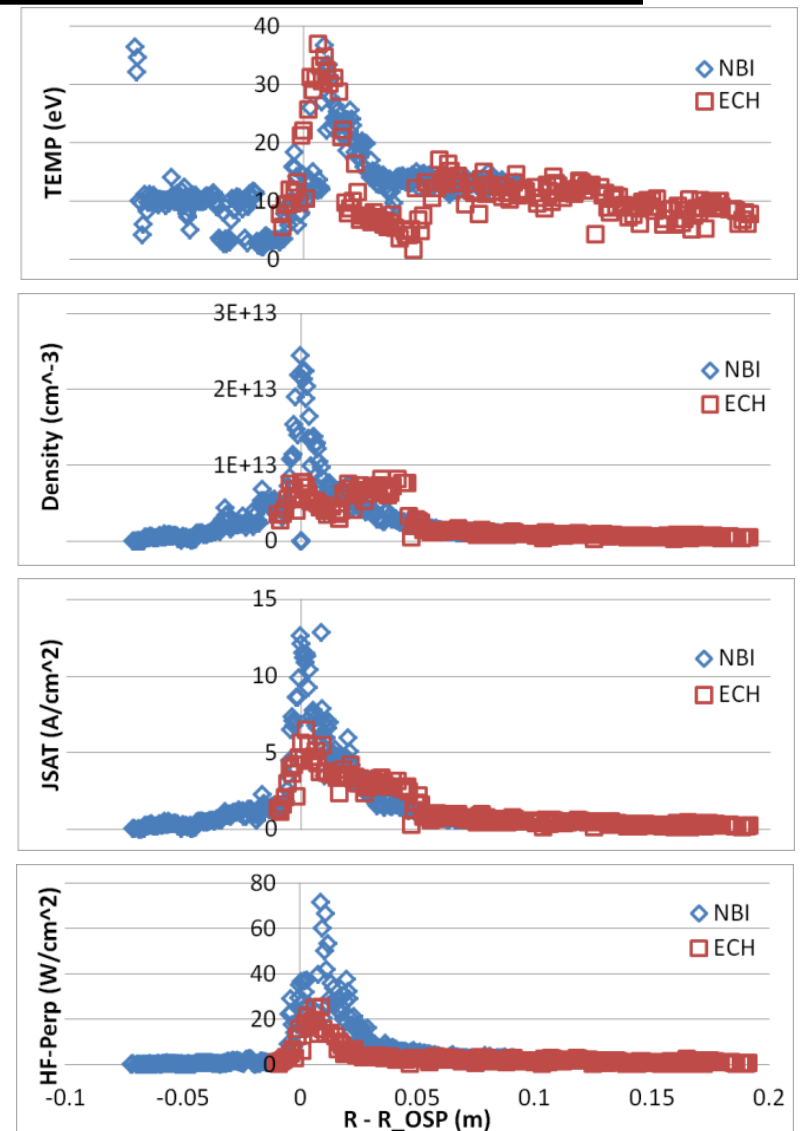 40
30
20
10
0
TEMP (eV)
NBI
ECH
3E+13
2E+13
1E+13
0
Density (cm^-3)
NBI
ECH
15
10
5
0
JSAT (A/cm^2)
NBI
ECH
80
60
40
20
0
HF-Perp (W/cm^2)
NBI
ECH
-0.1 -0.05 0 0.05 0.1 0.15 0.2
R - R_OSP (m)